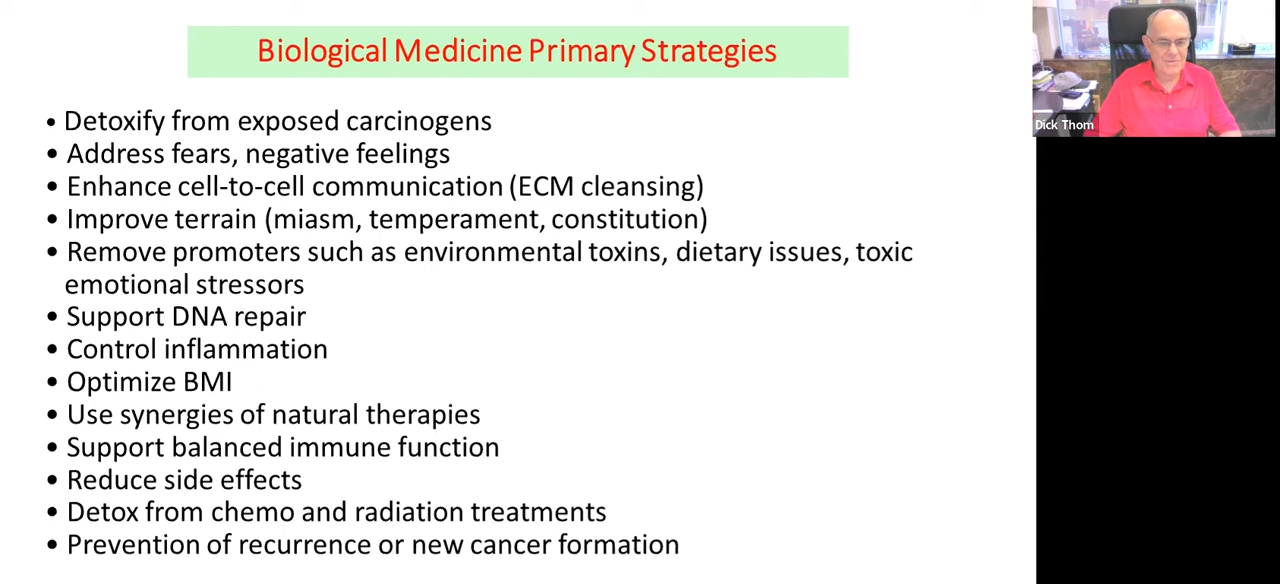 Biological Medicine Primary Strategies
• Detoxify from exposed carcinogens
• Address fears, negative feelings
• Enhance cell-to-cell communication (ECM cleansing)
• Improve terrain (miasm, temperament, constitution)
• Remove promoters such as environmental toxins, dietary issues, toxic
emotional stressors
• Support DNA repair
• Control inflammation
• Optimize BMI
• Use synergies of natural therapies
• Support balanced immune function
• Reduce side effects
• Detox from chemo and radiation treatments
• Prevention of recurrence or new cancer formation
Dick Thom